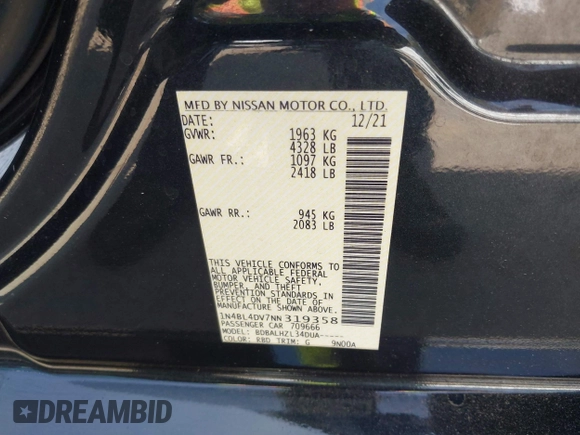 MFD BY NISSAN MOTOR CO., LTD.
DATE: 12/21
GVWR: 1963 KG
4328 LB
GAWR FR.: 1097 KG
2418 LB
GAWR RR.: 945 KG
2083 LB
THIS VEHICLE CONFORMS TO
ALL APPLICABLE FEDERAL
MOTOR VEHICLE SAFETY,
BUMPER, AND THEFT
PREVENTION STANDARDS IN
EFFECT ON THE DATE OF
MANUFACTURE SHOWN ABOVE.
1N4BL4DV7NN319358
PASSENGER CAR 709666
MODEL: BDBALHZL34DUA-----
COLOR: RBD TRIM: G 9N00A
DREAMBID